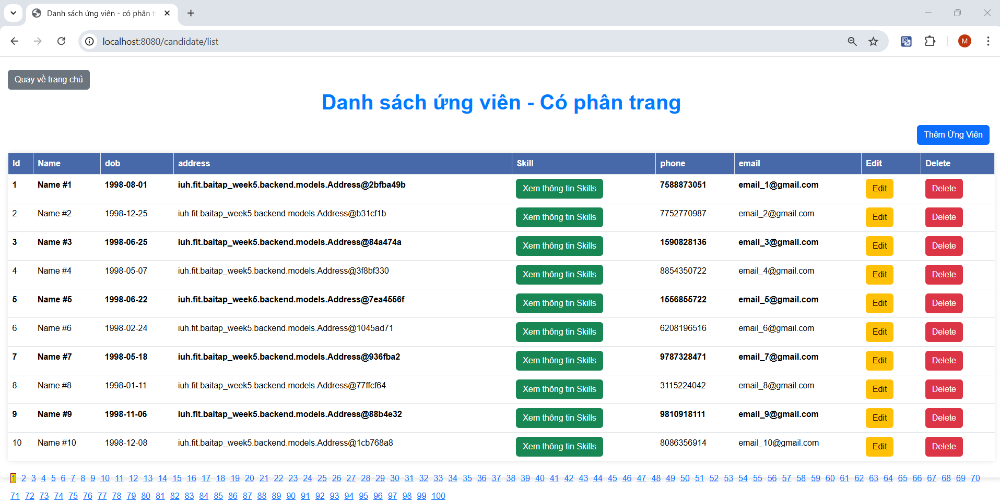 Danh sách ứng viên - có phân t
localhost:8080/candidate/list
M
Quay về trang chủ
Danh sách ứng viên - Có phân trang
Thêm Ứng Viên
Id Name dob address Skill phone email Edit Delete
1 Name #1 1998-08-01 iuh.fit.baitap_week5.backend.models.Address@2bfba49b Xem thông tin Skills 7588873051 email_1@gmail.com Edit Delete
2 Name #2 1998-12-25 iuh.fit.baitap_week5.backend.models.Address@b31cf1b Xem thông tin Skills 7752770987 email_2@gmail.com Edit Delete
3 Name #3 1998-06-25 iuh.fit.baitap_week5.backend.models.Address@84a474a Xem thông tin Skills 1590828136 email_3@gmail.com Edit Delete
4 Name #4 1998-05-07 iuh.fit.baitap_week5.backend.models.Address@3f8bf330 Xem thông tin Skills 8854350722 email_4@gmail.com Edit Delete
5 Name #5 1998-06-22 iuh.fit.baitap_week5.backend.models.Address@7ea4556f Xem thông tin Skills 1556855722 email_5@gmail.com Edit Delete
6 Name #6 1998-02-24 iuh.fit.baitap_week5.backend.models.Address@1045ad71 Xem thông tin Skills 6208196516 email_6@gmail.com Edit Delete
7 Name #7 1998-05-18 iuh.fit.baitap_week5.backend.models.Address@936fba2 Xem thông tin Skills 9787328471 email_7@gmail.com Edit Delete
8 Name #8 1998-01-11 iuh.fit.baitap_week5.backend.models.Address@77ffcf64 Xem thông tin Skills 3115224042 email_8@gmail.com Edit Delete
9 Name #9 1998-11-06 iuh.fit.baitap_week5.backend.models.Address@88b4e32 Xem thông tin Skills 9810918111 email_9@gmail.com Edit Delete
10 Name #10 1998-12-08 iuh.fit.baitap_week5.backend.models.Address@1cb768a8 Xem thông tin Skills 8086356914 email_10@gmail.com Edit Delete
1 2 3 4 5 6 7 8 9 10 11 12 13 14 15 16 17 18 19 20 21 22 23 24 25 26 27 28 29 30 31 32 33 34 35 36 37 38 39 40 41 42 43 44 45 46 47 48 49 50 51 52 53 54 55 56 57 58 59 60 61 62 63 64 65 66 67 68 69 70
71 72 73 74 75 76 77 78 79 80 81 82 83 84 85 86 87 88 89 90 91 92 93 94 95 96 97 98 99 100